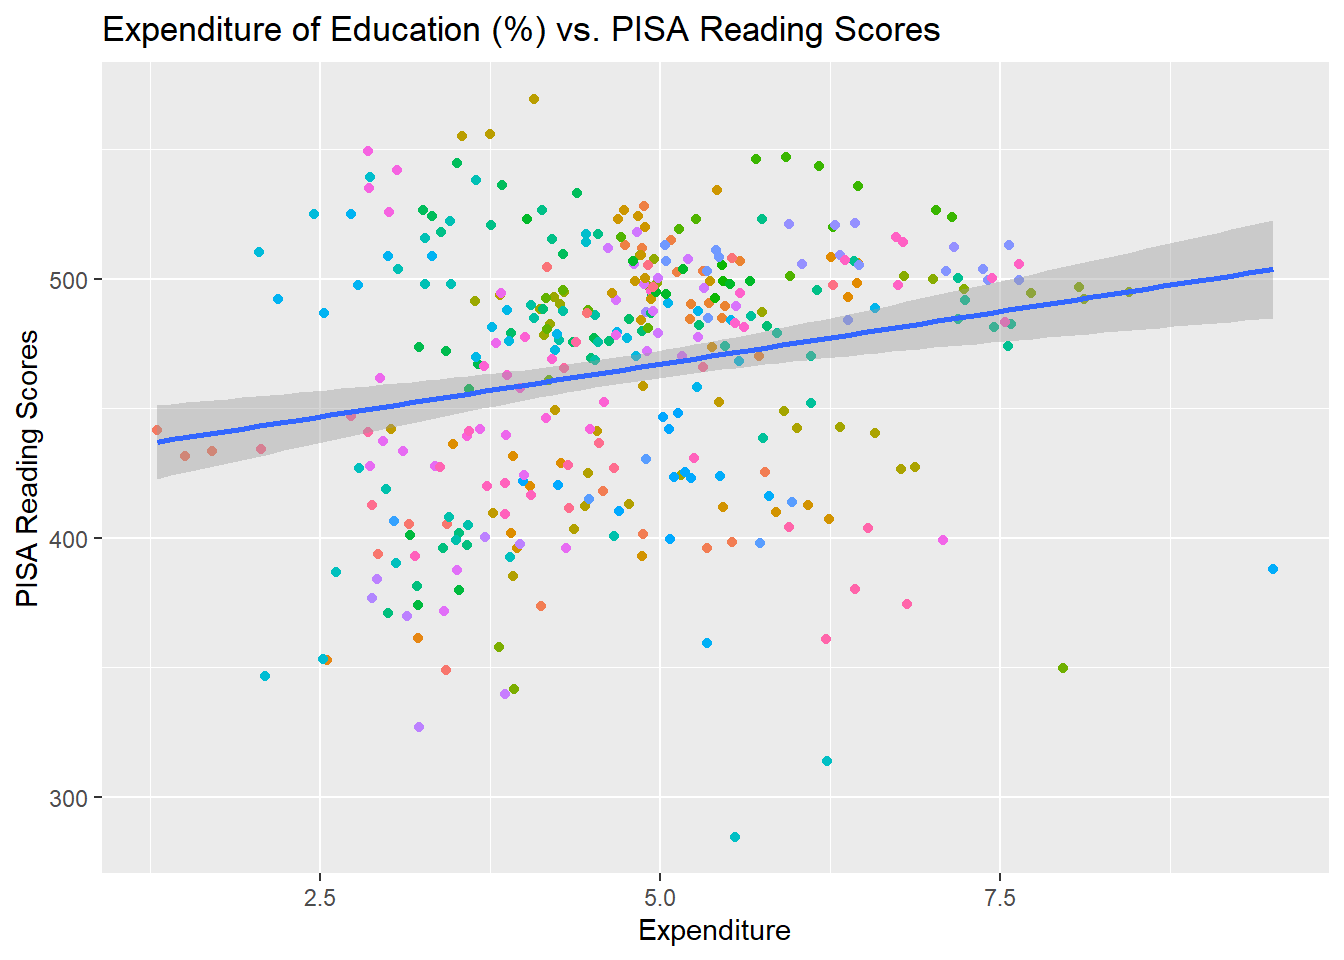 Expenditure of Education (%) vs. PISA Reading Scores
PISA Reading Scores
500
400
300
2.5
5.0
7.5
Expenditure